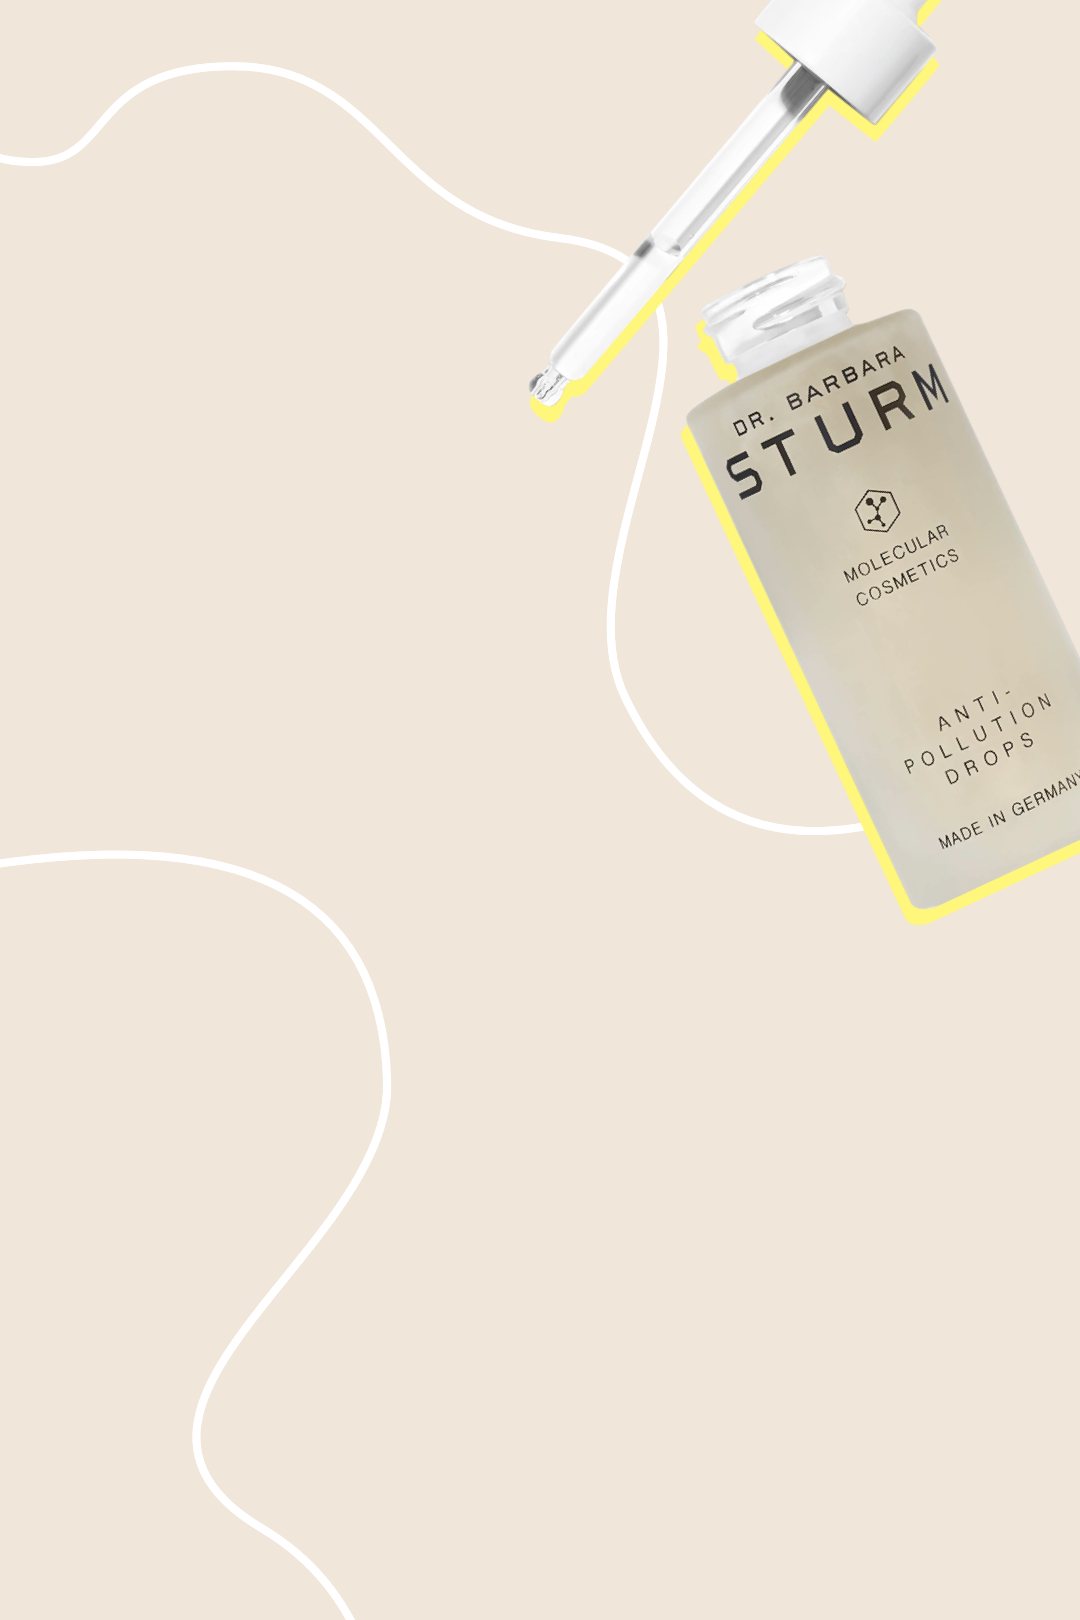 DR. BARBARA
STURM
MOLECULAR
COSMETICS
ANTI-
POLLUTION
DROPS
MADE IN GERMANY